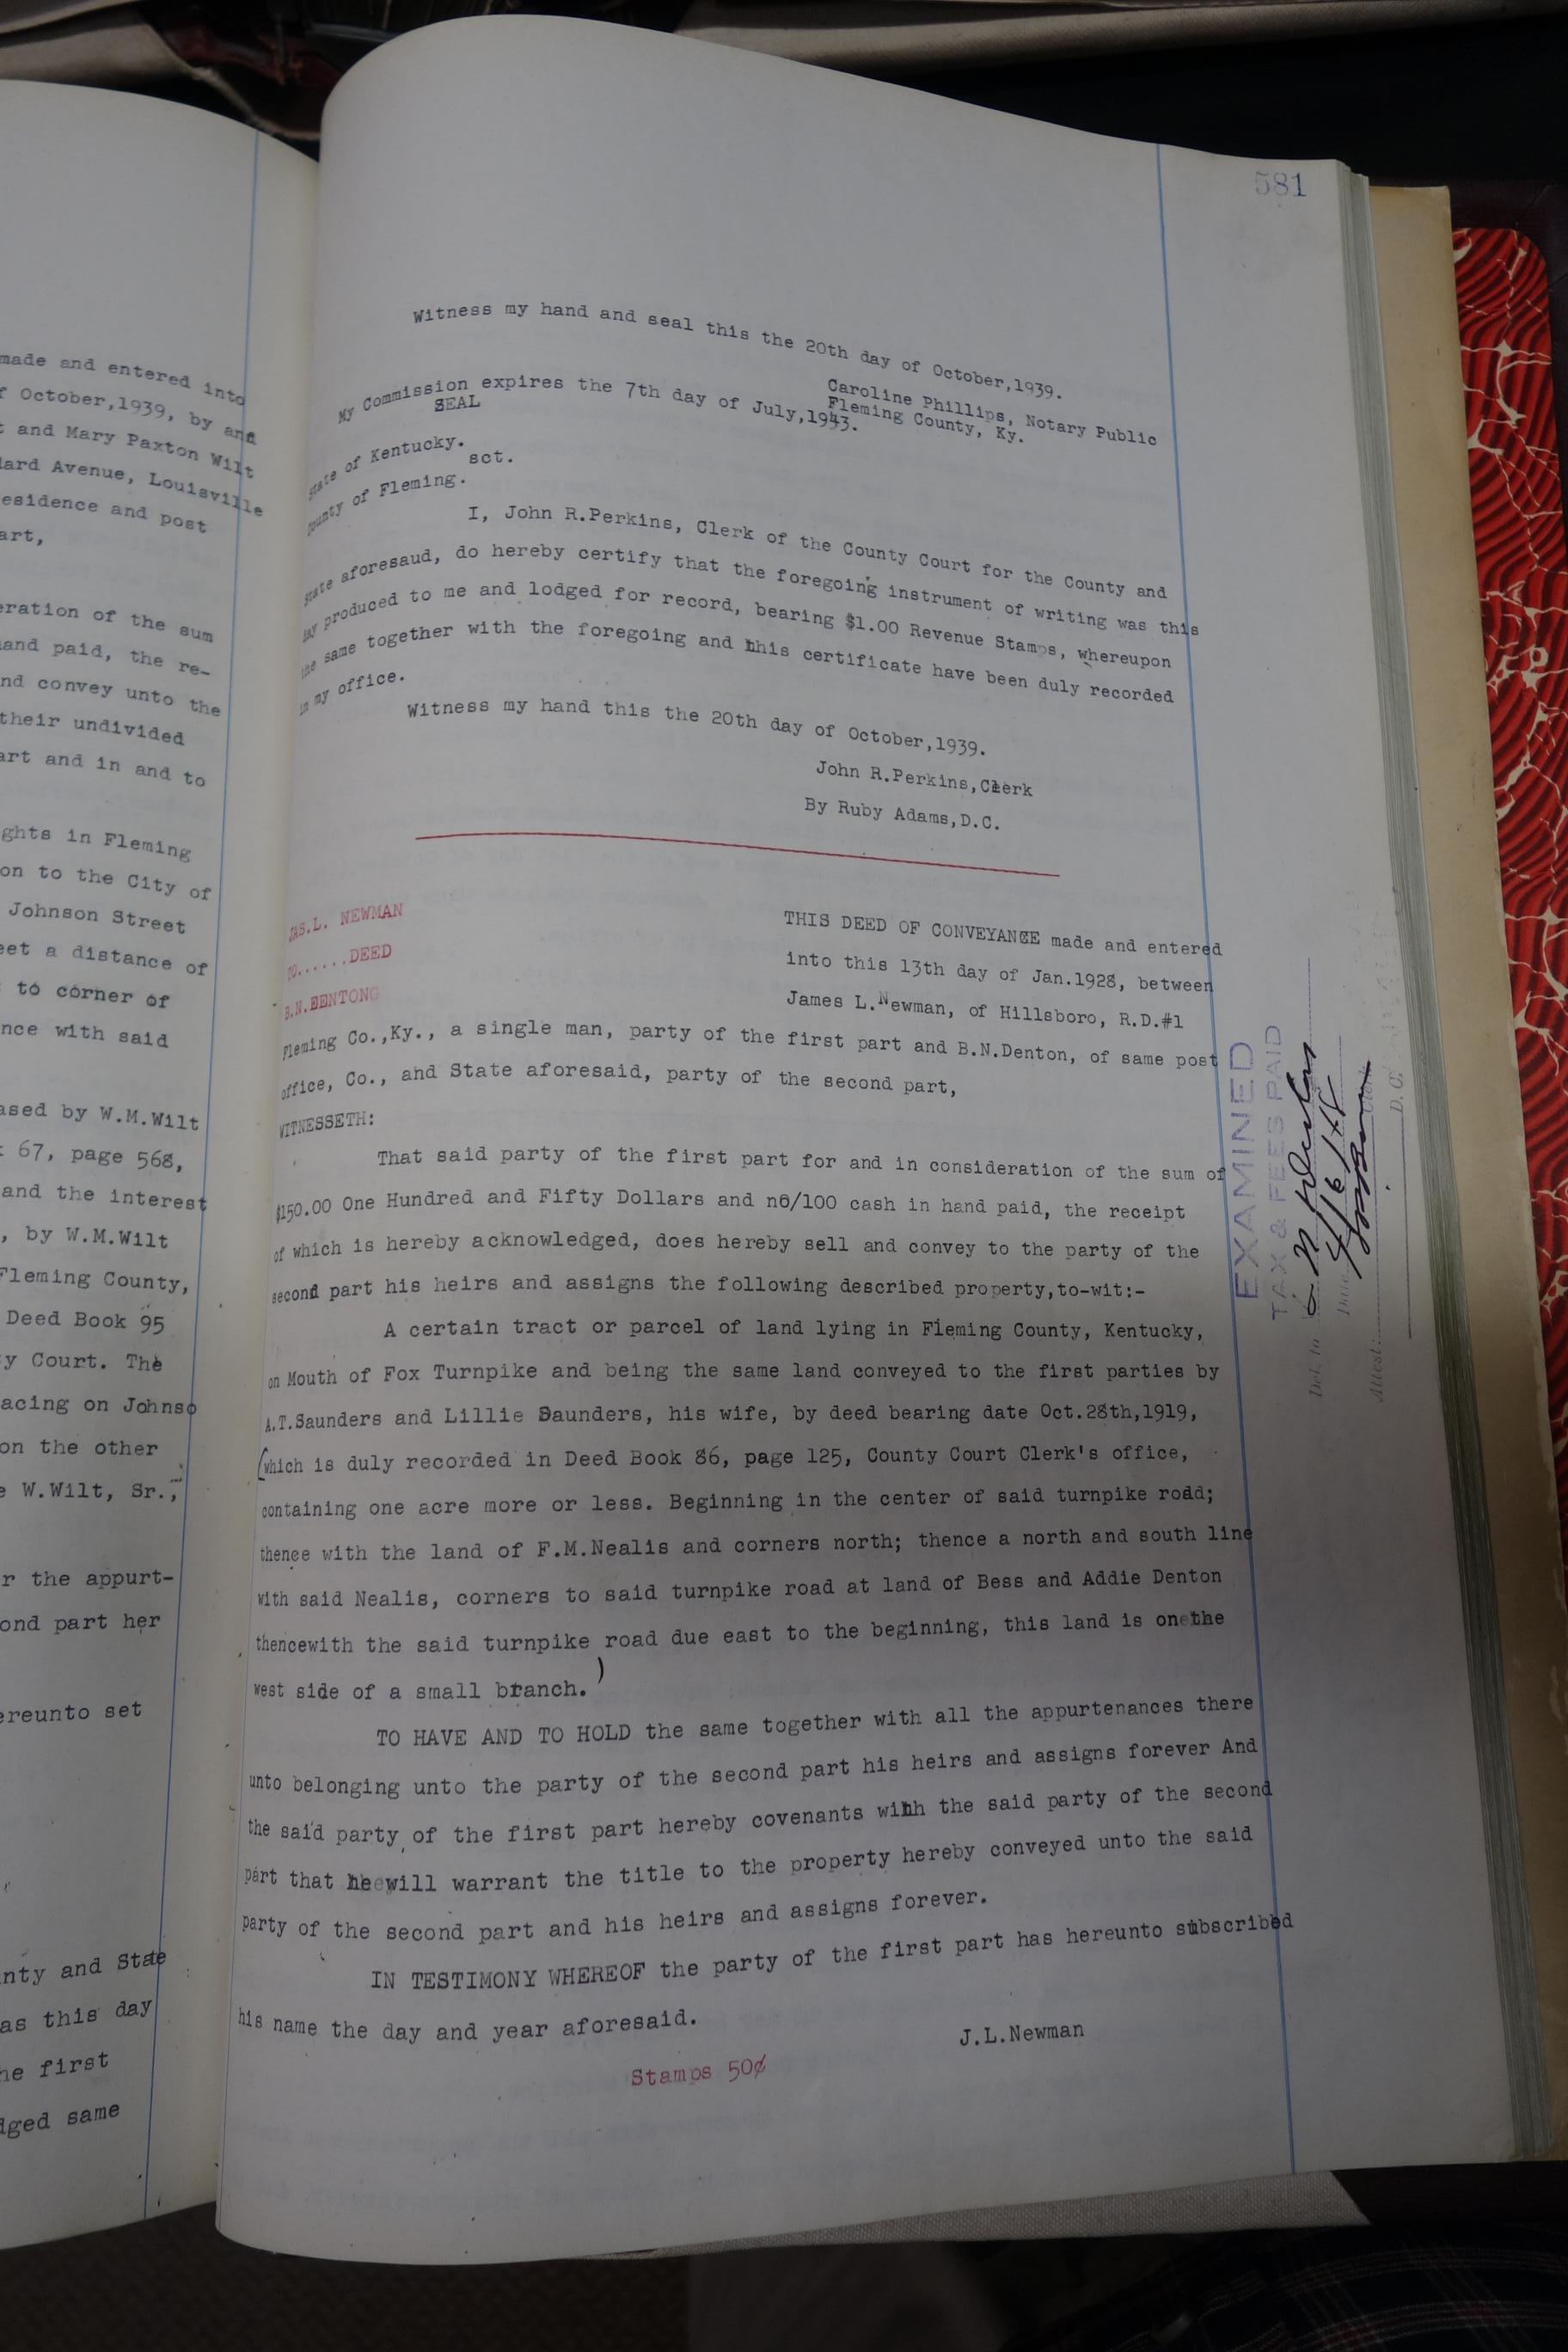 made and entered into
f October,1939, by and
t and Mary Paxton Wilt
lard Avenue, Louisville
esidence and post
art,
eration of the sum
hand paid, the re-
nd convey unto the
their undivided
art and in and to
ghts in Fleming
on to the City of
Johnson Street
eet a distance of
to corner of
nce with said
ased by W.M.Wilt
67, page 568,
and the interest
, by W.M.Wilt
Fleming County,
Deed Book 95
y Court. The
acing on Johnso
on the other
e W.Wilt, Sr.,
r the appurt-
ond part her
ereunto set
nty and State
as this day
he first
dged same
581
Witness my hand and seal this the 20th day of October,1939.
Caroline Phillips, Notary Public
My Commission expires the 7th day of July,1943.
Fleming County, Ky.
SEAL
State of Kentucky.
sct.
County of Fleming.
I, John R.Perkins, Clerk of the County Court for the County and
State aforesaud, do hereby certify that the foregoing instrument of writing was this
day produced to me and lodged for record, bearing $1.00 Revenue Stamps, whereupon
the same together with the foregoing and this certificate have been duly recorded
in my office.
Witness my hand this the 20th day of October,1939.
John R.Perkins,Clerk
By Ruby Adams,D.C.
JAS.L. NEWMAN
TO......DEED
B.N.DENTONG
THIS DEED OF CONVEYANCE made and entered
into this 13th day of Jan.1928, between
James L.Newman, of Hillsboro, R.D.#1
Fleming Co.,Ky., a single man, party of the first part and B.N.Denton, of same post
office, Co., and State aforesaid, party of the second part,
WITNESSETH:
That said party of the first part for and in consideration of the sum of
$150.00 One Hundred and Fifty Dollars and no/100 cash in hand paid, the receipt
of which is hereby acknowledged, does hereby sell and convey to the party of the
second part his heirs and assigns the following described property,to-wit:-
A certain tract or parcel of land lying in Fleming County, Kentucky,
on Mouth of Fox Turnpike and being the same land conveyed to the first parties by
A.T.Saunders and Lillie Saunders, his wife, by deed bearing date Oct.28th,1919,
(which is duly recorded in Deed Book 86, page 125, County Court Clerk's office,
containing one acre more or less. Beginning in the center of said turnpike road;
thence with the land of F.M.Nealis and corners north; thence a north and south line
with said Nealis, corners to said turnpike road at land of Bess and Addie Denton
thencewith the said turnpike road due east to the beginning, this land is on the
west side of a small branch.)
TO HAVE AND TO HOLD the same together with all the appurtenances there
unto belonging unto the party of the second part his heirs and assigns forever And
the said party of the first part hereby covenants with the said party of the second
part that he will warrant the title to the property hereby conveyed unto the said
party of the second part and his heirs and assigns forever.
IN TESTIMONY WHEREOF the party of the first part has hereunto subscribed
his name the day and year aforesaid.
J.L.Newman
Stamps 50¢
EXAMINED
TAX & FEES PAID
Del. to
Date
Attest:
D.C.